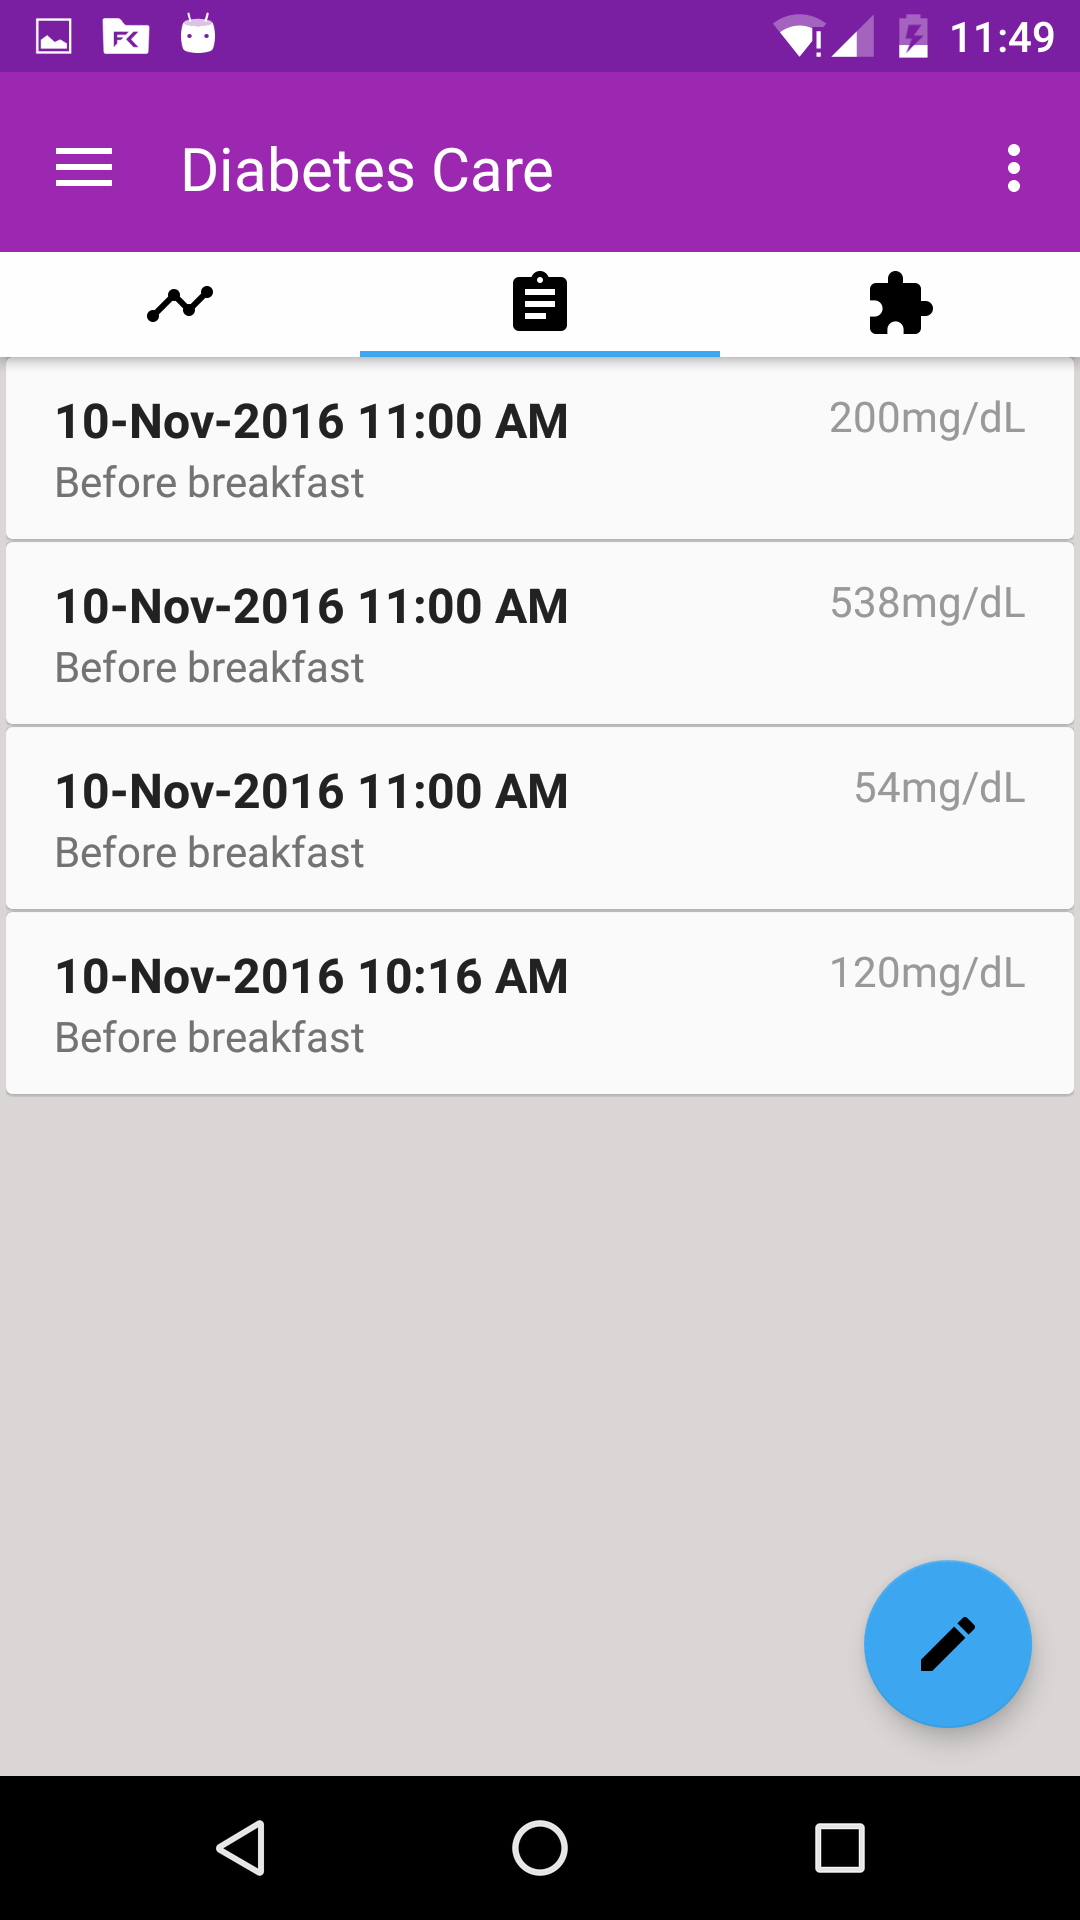 11:49
Diabetes Care
10-Nov-2016 11:00 AM
200mg/dL
Before breakfast
10-Nov-2016 11:00 AM
538mg/dL
Before breakfast
10-Nov-2016 11:00 AM
54mg/dL
Before breakfast
10-Nov-2016 10:16 AM
120mg/dL
Before breakfast